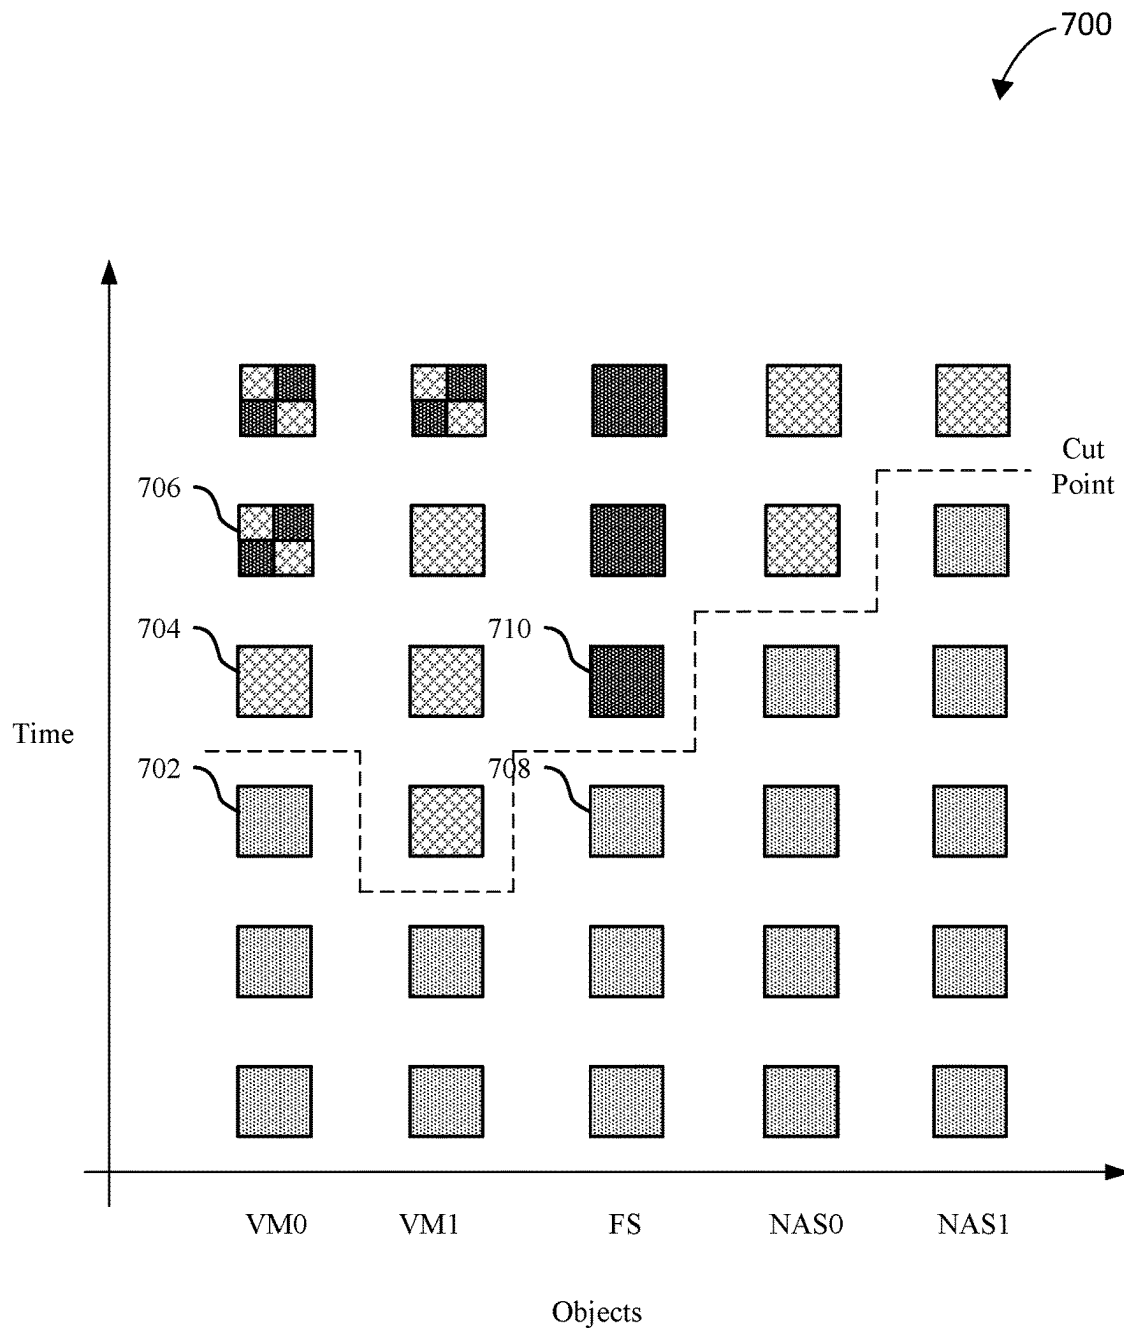 700
Cut
Point
706
704
710
Time
702
708
VM0
VM1
FS
NAS0
NAS1
Objects